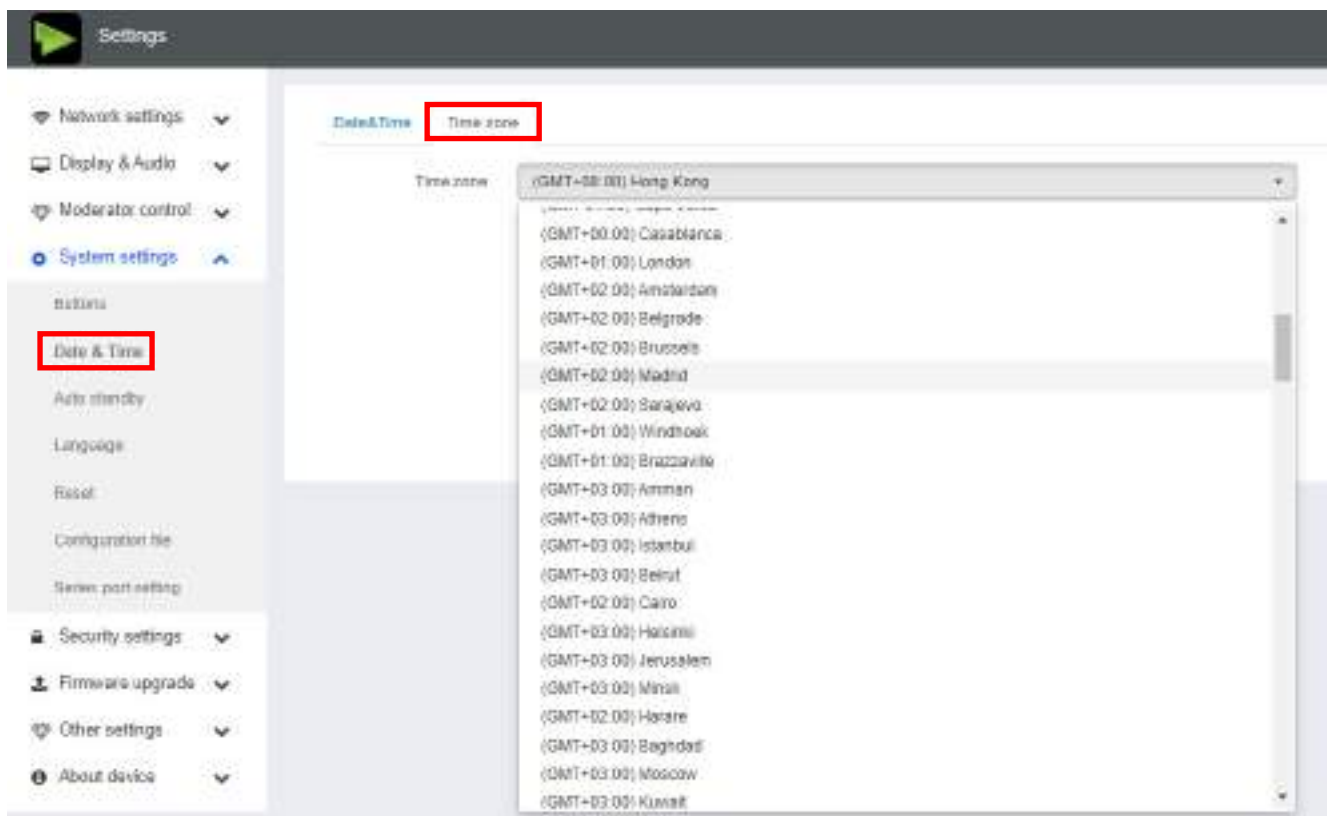 Settings
Network settings
Display & Audio
Moderator control
System settings
Buttons
Date & Time
Auto standby
Language
Reset
Configuration file
Series port setting
Security settings
Firmware upgrade
Other settings
About device
Date&Time
Time zone
Time zone
(GMT+08:00) Hong Kong
(GMT+00:00) Casablanca
(GMT+01:00) London
(GMT+02:00) Amsterdam
(GMT+02:00) Belgrade
(GMT+02:00) Brussels
(GMT+02:00) Madrid
(GMT+02:00) Sarajevo
(GMT+01:00) Windhoek
(GMT+01:00) Brazzaville
(GMT+03:00) Amman
(GMT+03:00) Athens
(GMT+03:00) Istanbul
(GMT+03:00) Beirut
(GMT+02:00) Cairo
(GMT+03:00) Helsinki
(GMT+03:00) Jerusalem
(GMT+03:00) Minsk
(GMT+02:00) Harare
(GMT+03:00) Baghdad
(GMT+03:00) Moscow
(GMT+03:00) Kuwait